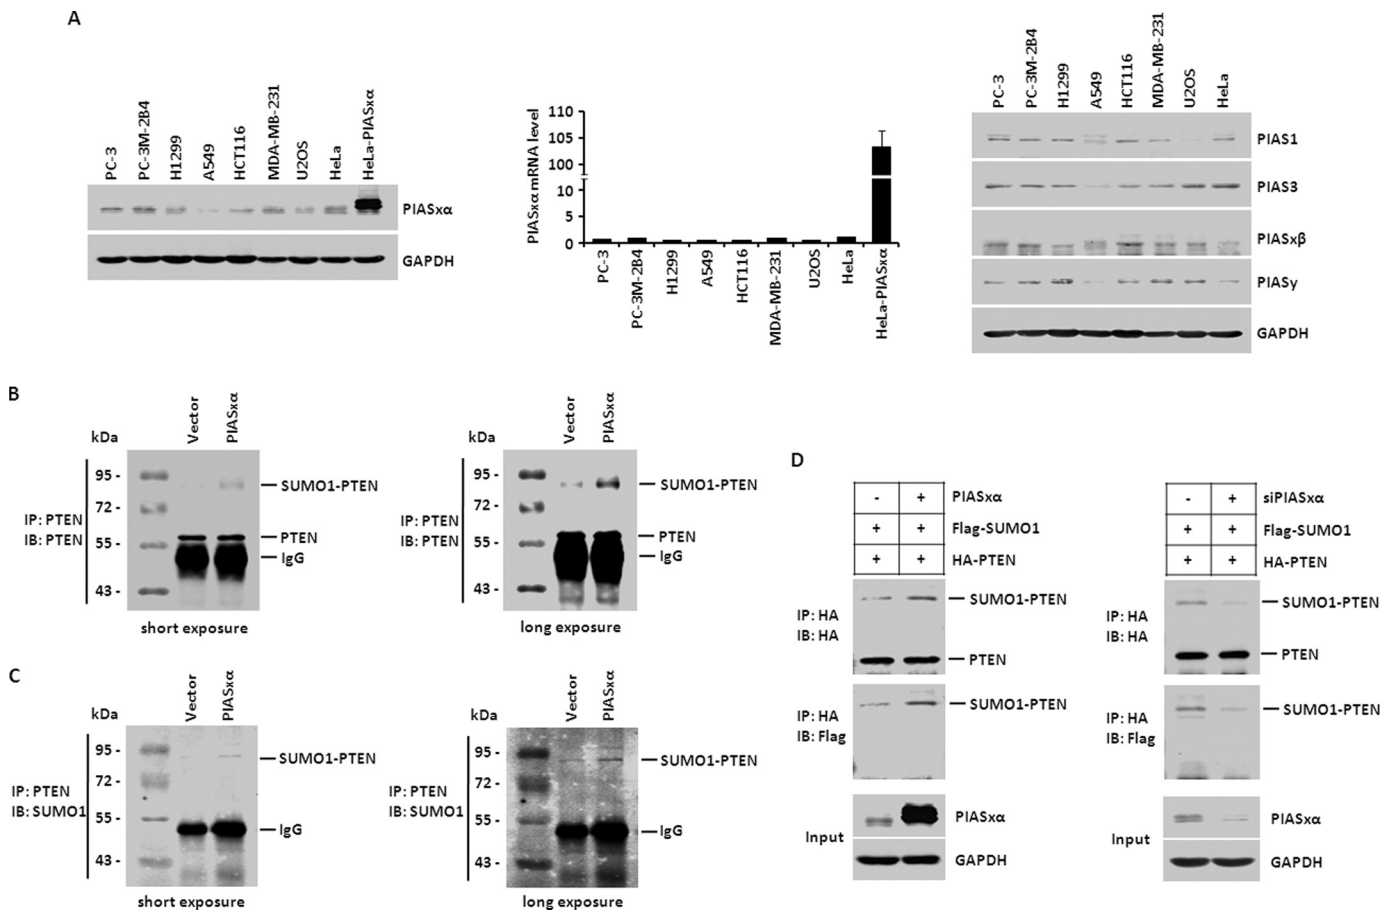 A
PC-3
PC-3M-2B4
H1299
A549
HCT116
MDA-MB-231
U2OS
HeLa
HeLa-PIASxα
PIASxα
GAPDH
PIASxα mRNA level
110
105
100
10
5
0
PC-3
PC-3M-2B4
H1299
A549
HCT116
MDA-MB-231
U2OS
HeLa
HeLa-PIASxα
PC-3
PC-3M-2B4
H1299
A549
HCT116
MDA-MB-231
U2OS
HeLa
PIAS1
PIAS3
PIASxβ
PIASy
GAPDH
B
kDa
Vector
PIASxα
95 -
72 -
55 -
43 -
IP: PTEN
IB: PTEN
SUMO1-PTEN
PTEN
IgG
short exposure
kDa
Vector
PIASxα
95 -
72 -
55 -
43 -
IP: PTEN
IB: PTEN
SUMO1-PTEN
PTEN
IgG
long exposure
C
kDa
Vector
PIASxα
95 -
72 -
55 -
43 -
IP: PTEN
IB: SUMO1
SUMO1-PTEN
IgG
short exposure
kDa
Vector
PIASxα
95 -
72 -
55 -
43 -
IP: PTEN
IB: SUMO1
SUMO1-PTEN
IgG
long exposure
D
- + PIASxα
+ + Flag-SUMO1
+ + HA-PTEN
IP: HA
IB: HA
SUMO1-PTEN
PTEN
IP: HA
IB: Flag
SUMO1-PTEN
Input
PIASxα
GAPDH
- + siPIASxα
+ + Flag-SUMO1
+ + HA-PTEN
IP: HA
IB: HA
SUMO1-PTEN
PTEN
IP: HA
IB: Flag
SUMO1-PTEN
Input
PIASxα
GAPDH